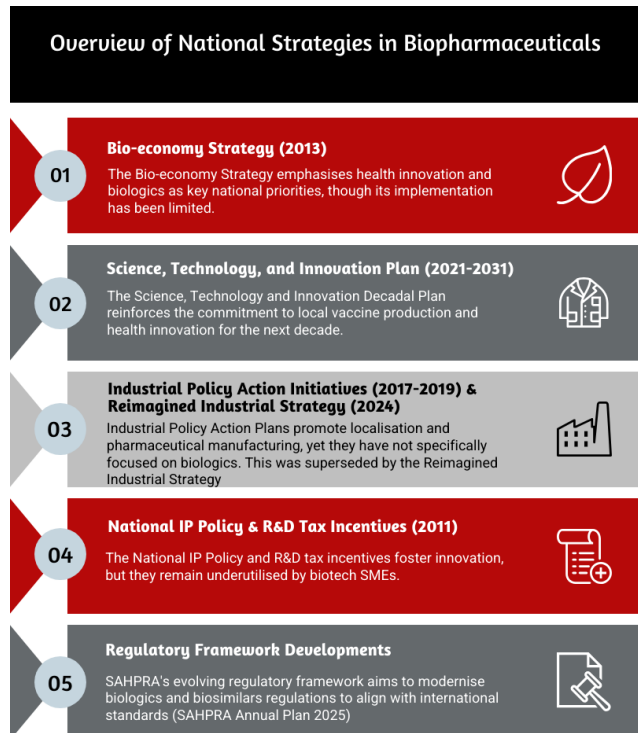 Overview of National Strategies in Biopharmaceuticals
01
Bio-economy Strategy (2013)
The Bio-economy Strategy emphasises health innovation and
biologics as key national priorities, though its implementation
has been limited.
02
Science, Technology, and Innovation Plan (2021-2031)
The Science, Technology and Innovation Decadal Plan
reinforces the commitment to local vaccine production and
health innovation for the next decade.
03
Industrial Policy Action Initiatives (2017-2019) &
Reimagined Industrial Strategy (2024)
Industrial Policy Action Plans promote localisation and
pharmaceutical manufacturing, yet they have not specifically
focused on biologics. This was superseded by the Reimagined
Industrial Strategy
04
National IP Policy & R&D Tax Incentives (2011)
The National IP Policy and R&D tax incentives foster innovation,
but they remain underutilised by biotech SMEs.
05
Regulatory Framework Developments
SAHPRA's evolving regulatory framework aims to modernise
biologics and biosimilars regulations to align with international
standards (SAHPRA Annual Plan 2025)